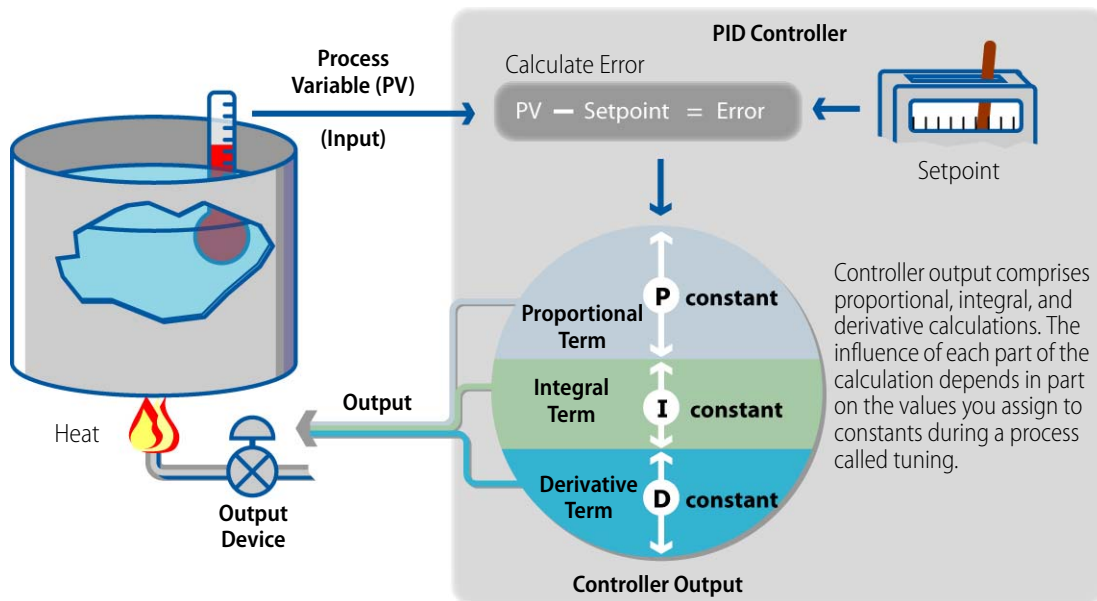 PID Controller
Process
Variable (PV)
(Input)
Calculate Error
PV − Setpoint = Error
Setpoint
P constant
Proportional
Term
I constant
Integral
Term
D constant
Derivative
Term
Controller Output
Controller output comprises
proportional, integral, and
derivative calculations. The
influence of each part of the
calculation depends in part
on the values you assign to
constants during a process
called tuning.
Output
Heat
Output
Device